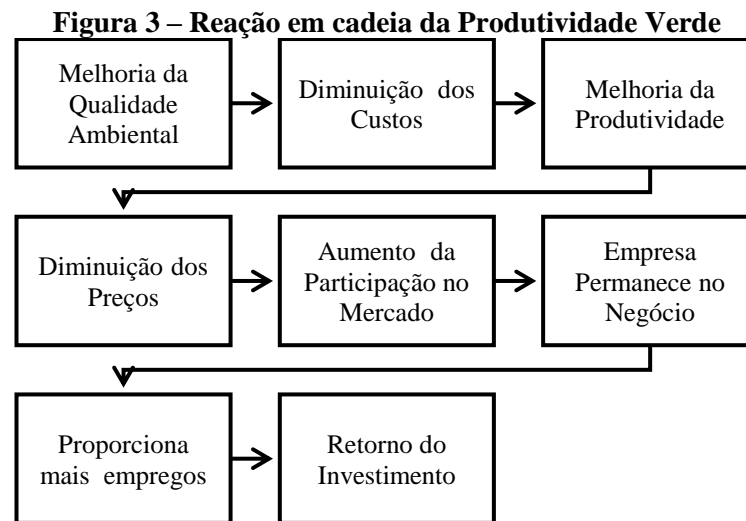 Figura 3 – Reação em cadeia da Produtividade Verde
Melhoria da
Qualidade
Ambiental
Diminuição dos
Custos
Melhoria da
Produtividade
Diminuição dos
Preços
Aumento da
Participação no
Mercado
Empresa
Permanece no
Negócio
Proporciona
mais empregos
Retorno do
Investimento